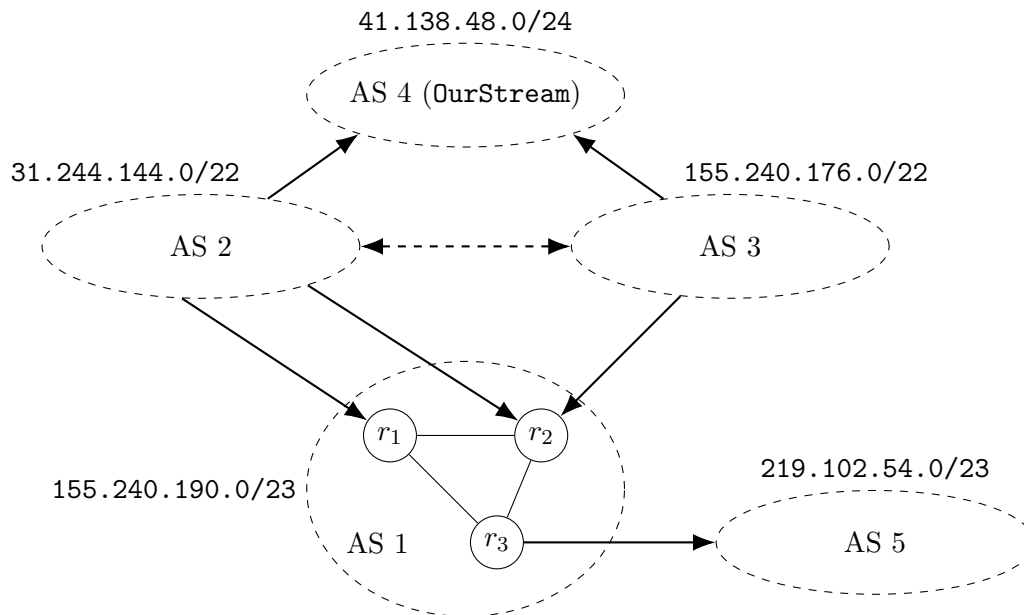 41.138.48.0/24
AS 4 (OurStream)
31.244.144.0/22
155.240.176.0/22
AS 2
AS 3
r1
r2
155.240.190.0/23
219.102.54.0/23
AS 1
r3
AS 5